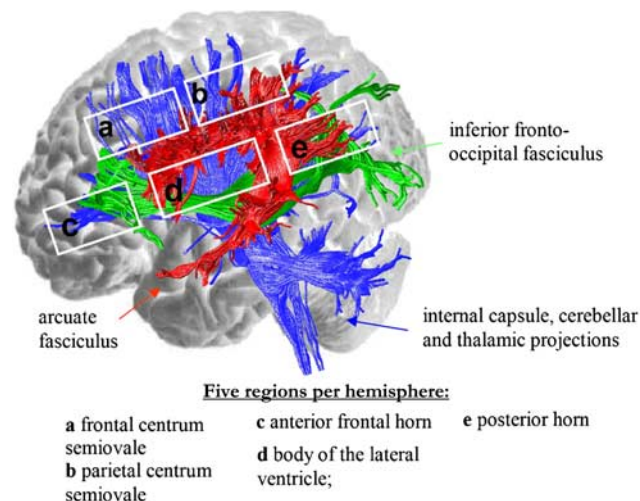 a
b
c
d
e
inferior fronto-
occipital fasciculus
arcuate
fasciculus
internal capsule, cerebellar
and thalamic projections
Five regions per hemisphere:
a frontal centrum
semiovale
b parietal centrum
semiovale
c anterior frontal horn
d body of the lateral
ventricle;
e posterior horn